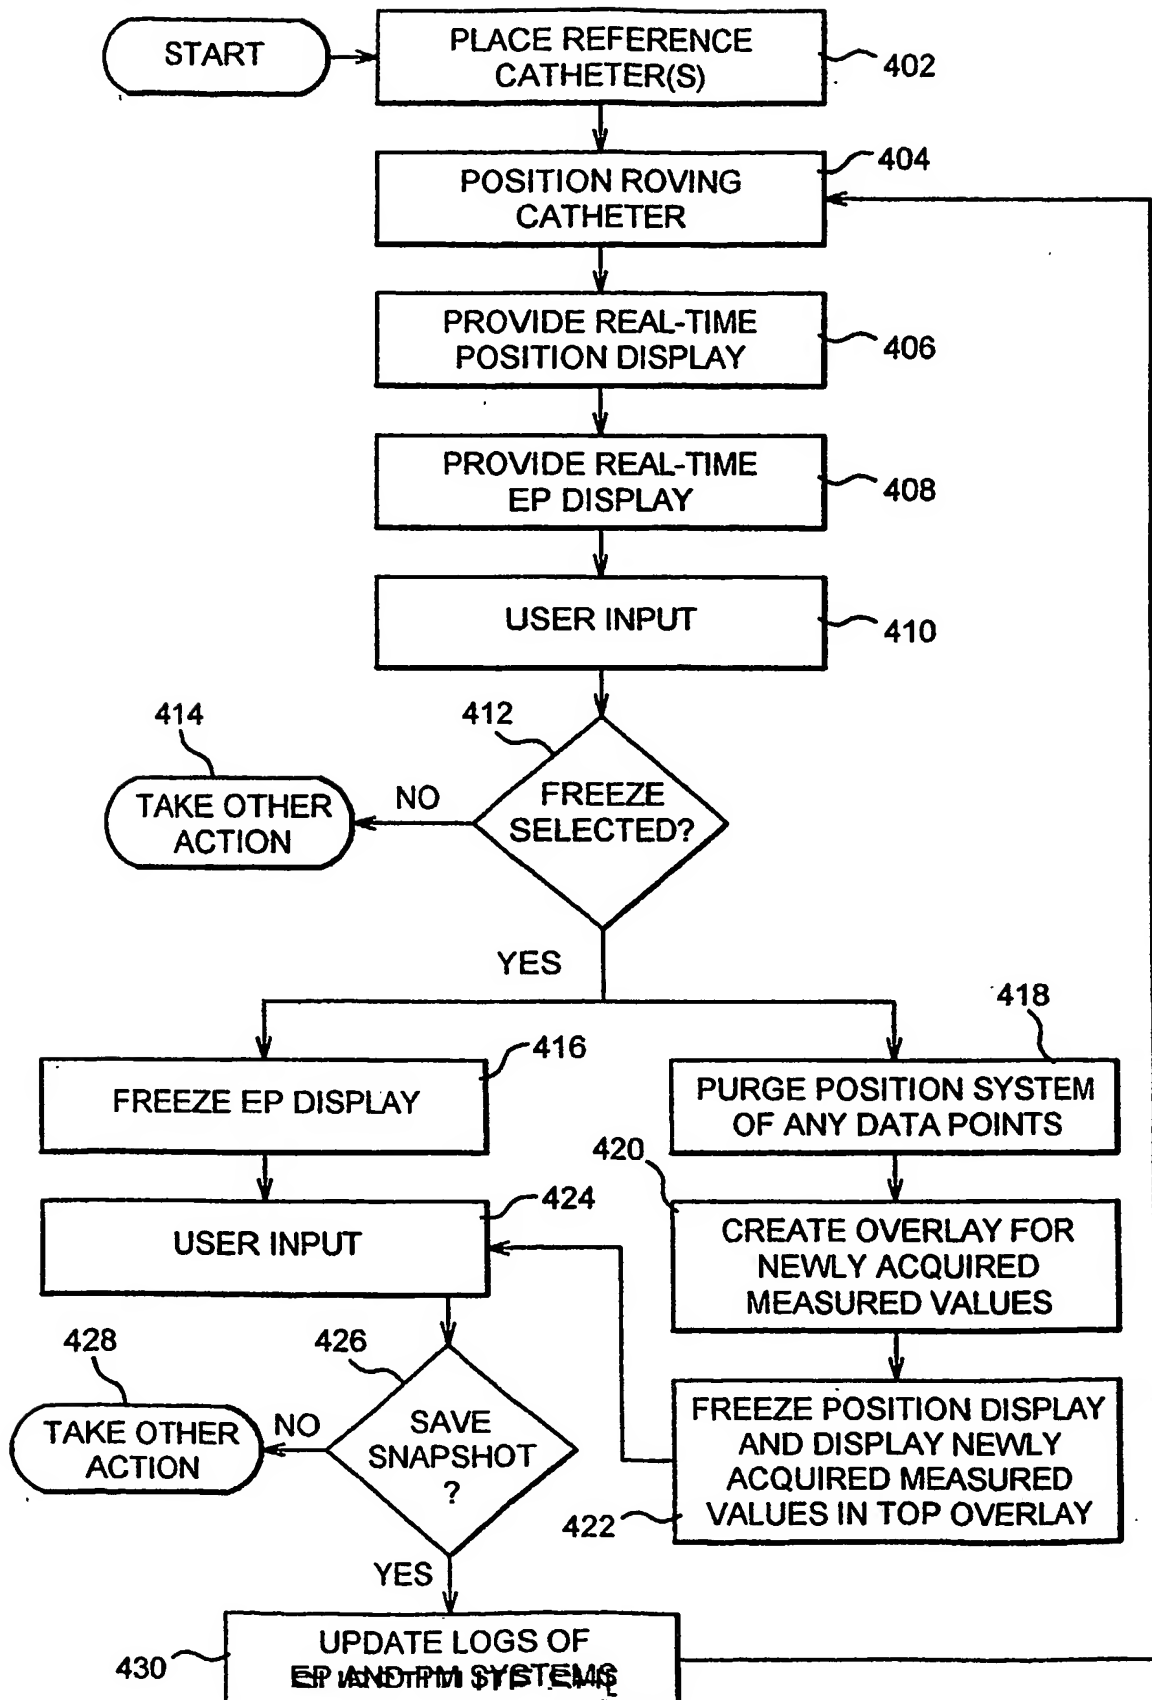 START
PLACE REFERENCE
CATHETER(S)
402
POSITION ROVING
CATHETER
404
PROVIDE REAL-TIME
POSITION DISPLAY
406
PROVIDE REAL-TIME
EP DISPLAY
408
USER INPUT
410
412
FREEZE
SELECTED?
NO
414
TAKE OTHER
ACTION
YES
416
FREEZE EP DISPLAY
418
PURGE POSITION SYSTEM
OF ANY DATA POINTS
420
CREATE OVERLAY FOR
NEWLY ACQUIRED
MEASURED VALUES
422
FREEZE POSITION DISPLAY
AND DISPLAY NEWLY
ACQUIRED MEASURED
VALUES IN TOP OVERLAY
424
USER INPUT
426
SAVE
SNAPSHOT
?
NO
428
TAKE OTHER
ACTION
YES
430
UPDATE LOGS OF
EP AND PM SYSTEMS